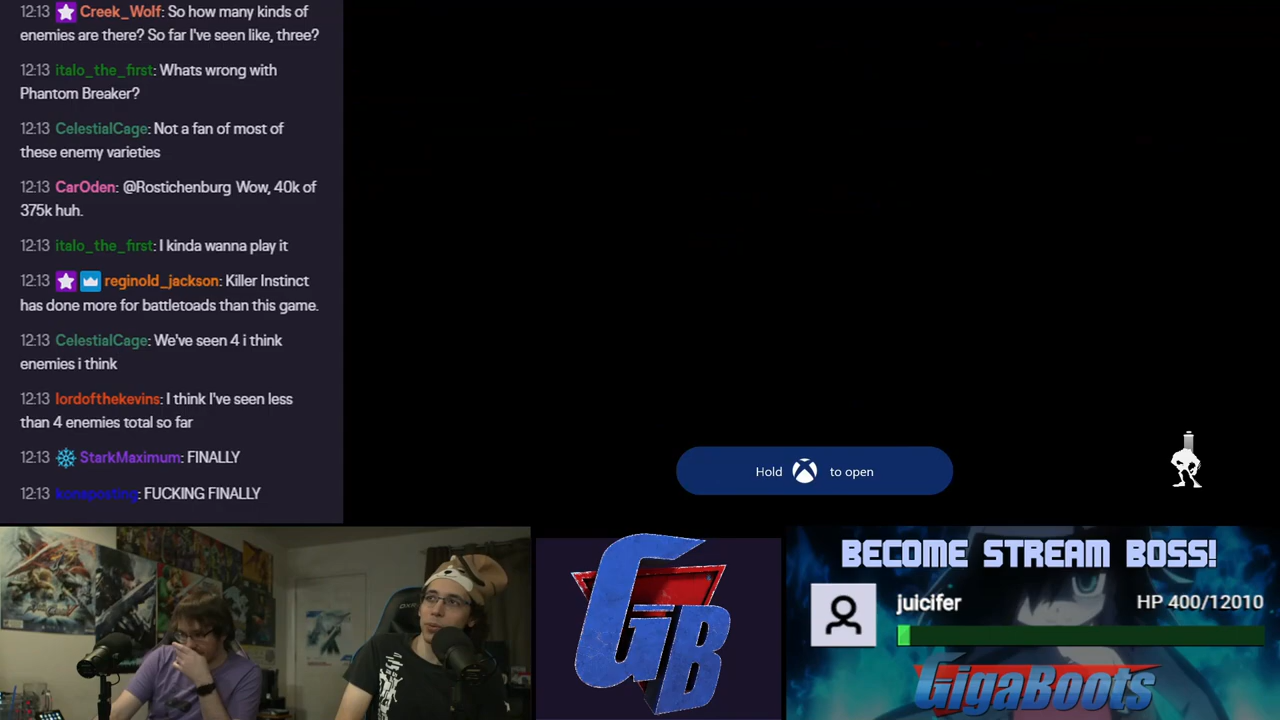 12:13 Creek_Wolf: So how many kinds of
enemies are there? So far I've seen like, three?
12:13 italo_the_first: Whats wrong with
Phantom Breaker?
12:13 CelestialCage: Not a fan of most of
these enemy varieties
12:13 CarOden: @Rostichenburg Wow, 40k of
375k huh.
12:13 italo_the_first: I kinda wanna play it
12:13 reginold_jackson: Killer Instinct
has done more for battletoads than this game.
12:13 CelestialCage: We've seen 4 i think
enemies i think
12:13 lordofthekevins: I think I've seen less
than 4 enemies total so far
12:13 StarkMaximum: FINALLY
12:13 konaposting: FUCKING FINALLY
Hold to open
GB
BECOME STREAM BOSS!
juicifer HP 400/12010
GIGABOOTS